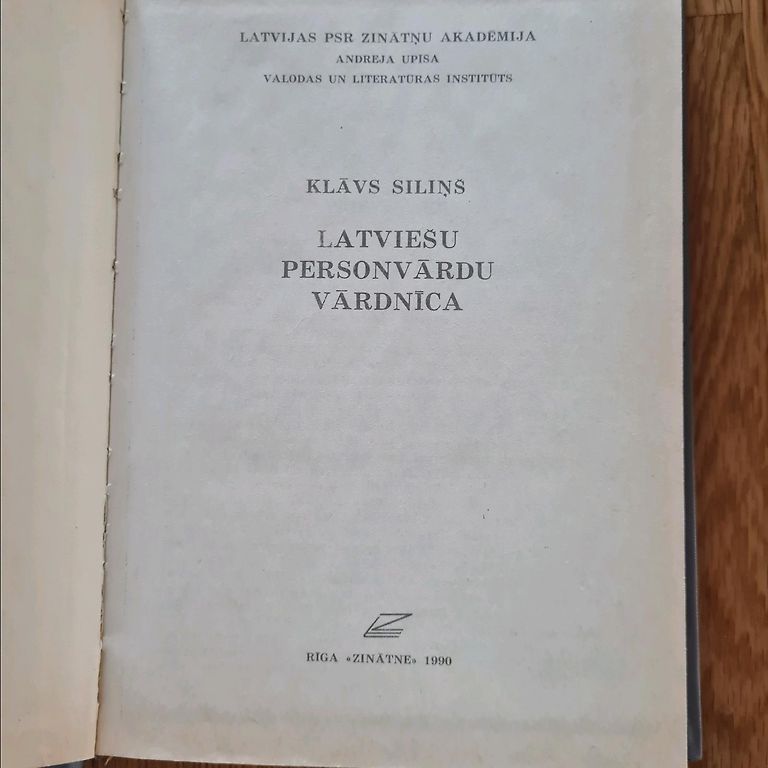 LATVIJAS PSR ZINĀTŅU AKADĒMIJA
ANDREJA UPĪŠA
VALODAS UN LITERATŪRAS INSTITŪTS
KLĀVS SILIŅŠ
LATVIEŠU
PERSONVĀRDU
VĀRDNĪCA
RĪGA «ZINĀTNE» 1990